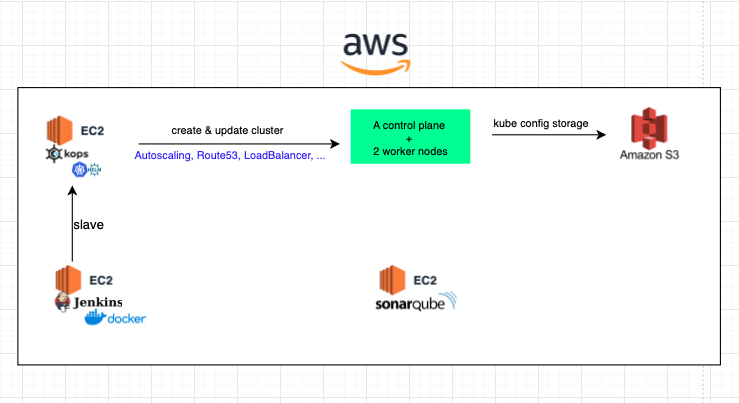 aws
EC2
kops
HELM
create & update cluster
Autoscaling, Route53, LoadBalancer, ...
A control plane
+
2 worker nodes
kube config storage
Amazon S3
slave
EC2
Jenkins
docker
EC2
sonarqube